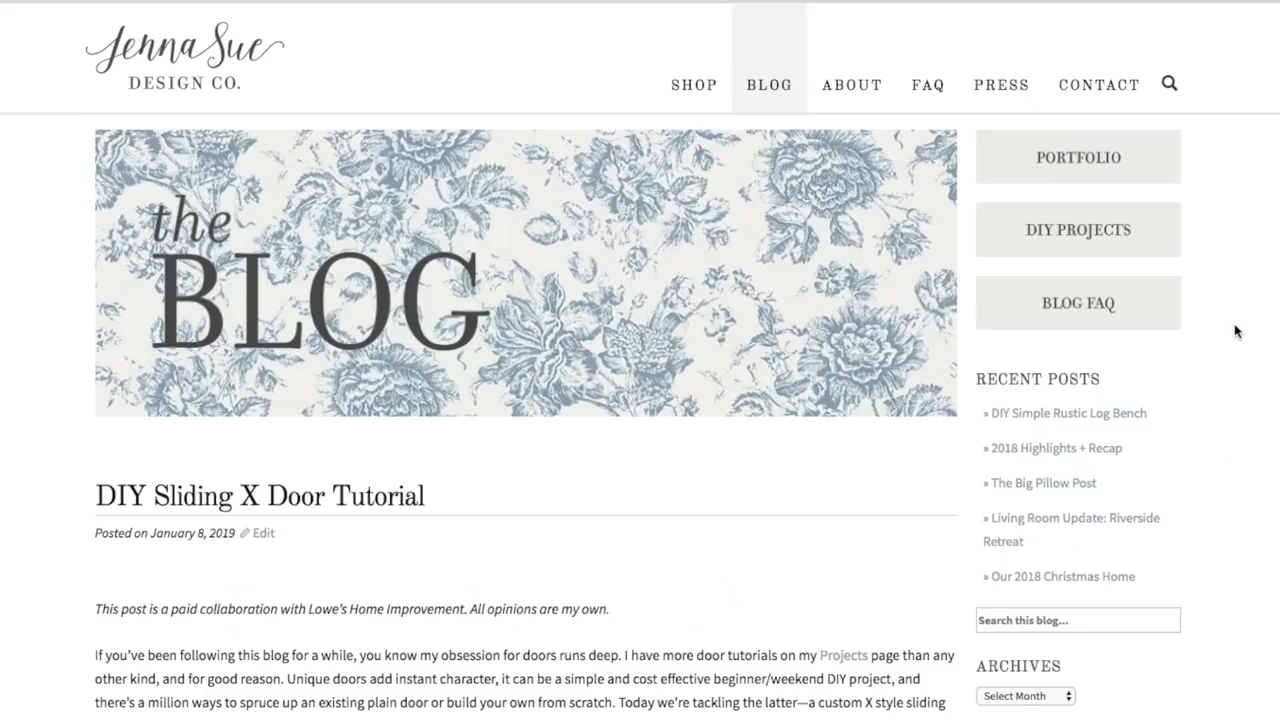 Jenna Sue
DESIGN CO.
SHOP BLOG ABOUT FAQ PRESS CONTACT
the
BLOG
PORTFOLIO
DIY PROJECTS
BLOG FAQ
RECENT POSTS
» DIY Simple Rustic Log Bench
» 2018 Highlights + Recap
» The Big Pillow Post
» Living Room Update: Riverside
Retreat
» Our 2018 Christmas Home
Search this blog...
ARCHIVES
Select Month
DIY Sliding X Door Tutorial
Posted on January 8, 2019 Edit
This post is a paid collaboration with Lowe's Home Improvement. All opinions are my own.
If you've been following this blog for a while, you know my obsession for doors runs deep. I have more door tutorials on my Projects page than any
other kind, and for good reason. Unique doors add instant character, it can be a simple and cost effective beginner/weekend DIY project, and
there's a million ways to spruce up an existing plain door or build your own from scratch. Today we're tackling the latter—a custom X style sliding